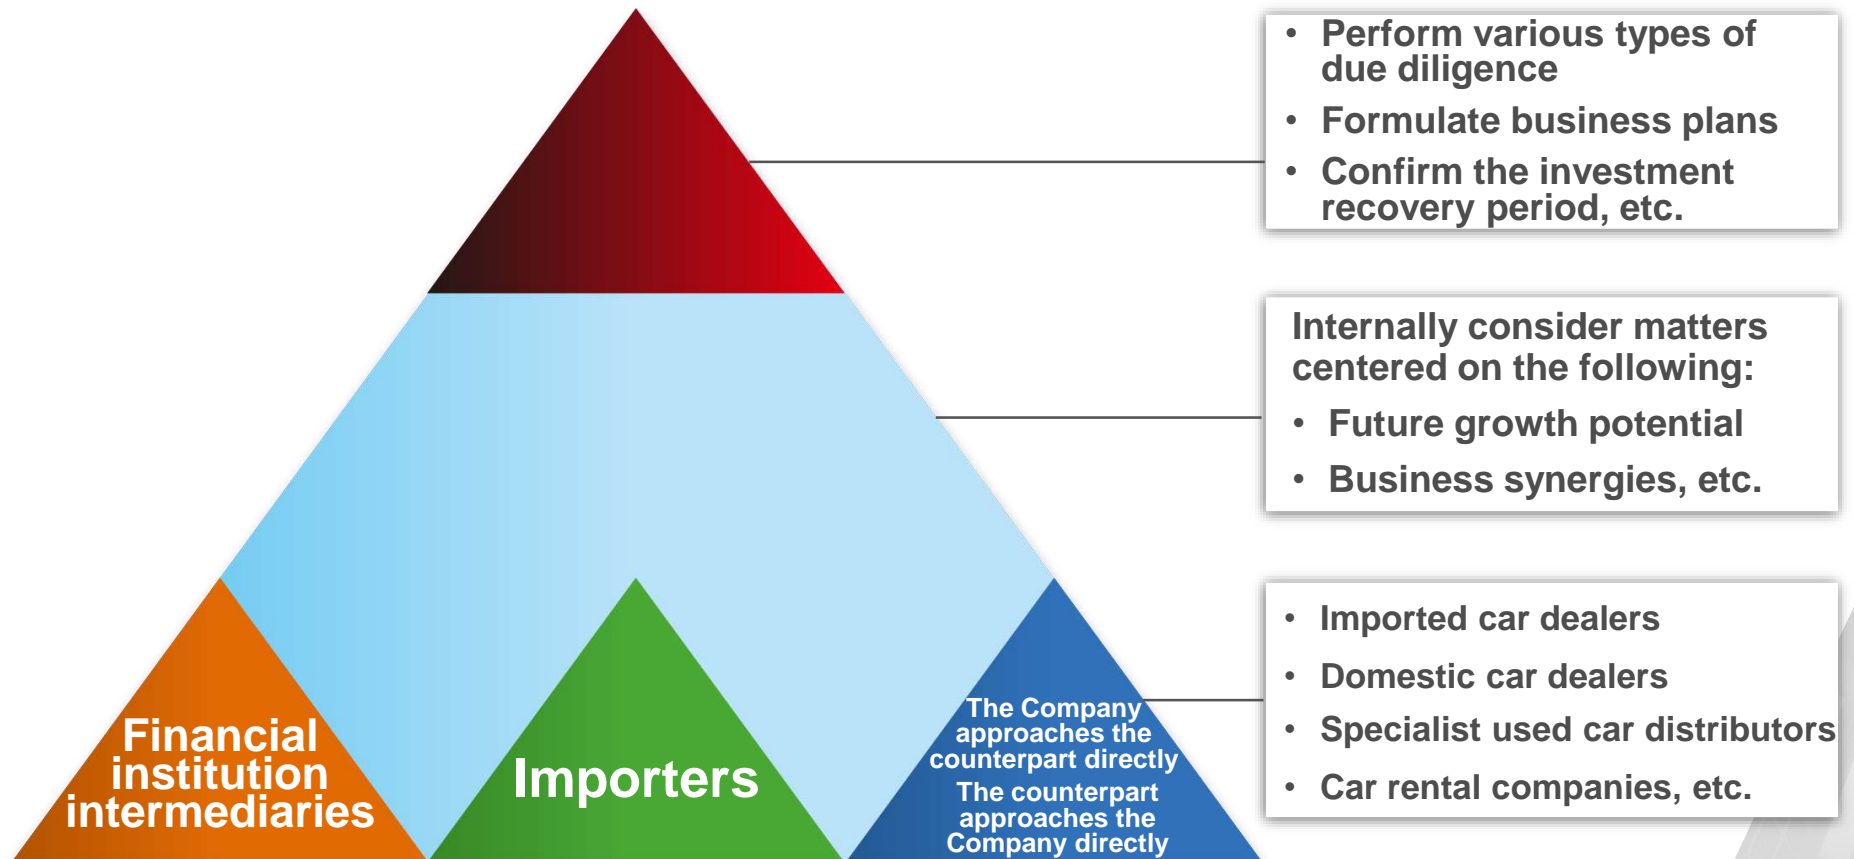 • Perform various types of
due diligence
• Formulate business plans
• Confirm the investment
recovery period, etc.
Internally consider matters
centered on the following:
• Future growth potential
• Business synergies, etc.
• Imported car dealers
• Domestic car dealers
• Specialist used car distributors
• Car rental companies, etc.
Financial
institution
intermediaries
Importers
The Company
approaches the
counterpart directly
The counterpart
approaches the
Company directly